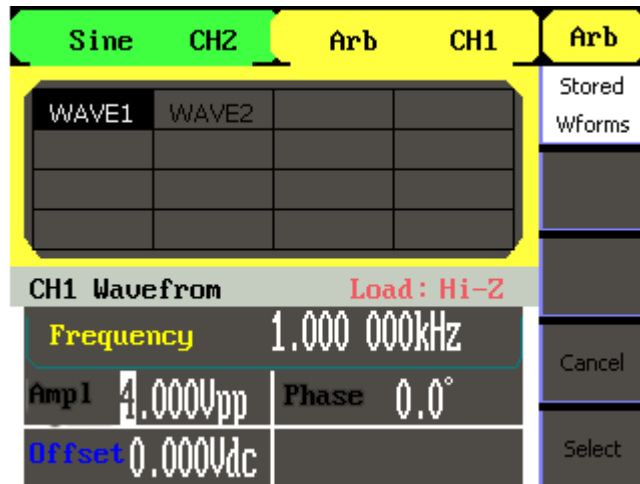 Sine CH2 Arb CH1 Arb
Stored
Wforms
WAVE1 WAVE2
CH1 Wavefrom Load: Hi-Z
Frequency 1.000 000kHz
Cancel
Ampl 4.000Vpp Phase 0.0°
Offset 0.000Vdc
Select